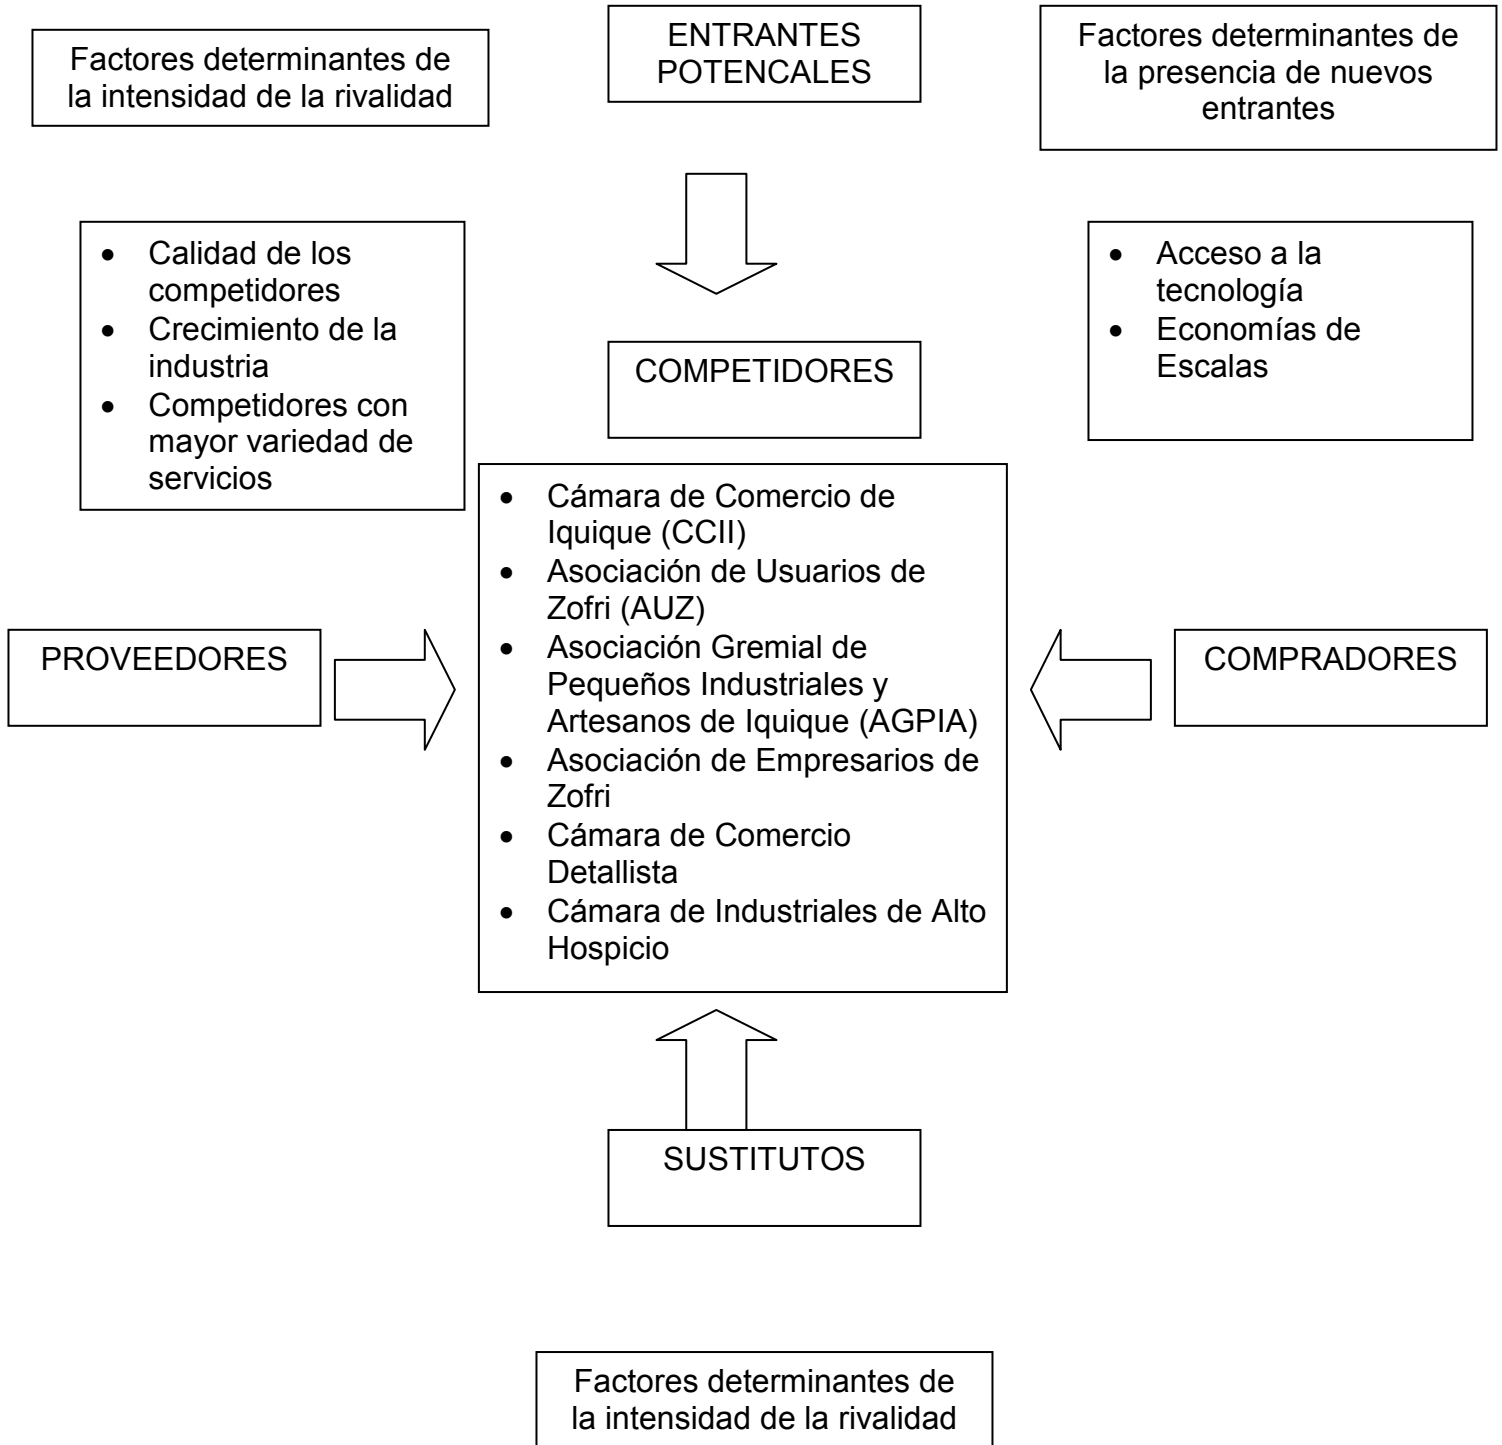 Factores determinantes de
la intensidad de la rivalidad
ENTRANTES
POTENCALES
Factores determinantes de
la presencia de nuevos
entrantes
• Calidad de los
competidores
• Crecimiento de la
industria
• Competidores con
mayor variedad de
servicios
COMPETIDORES
• Acceso a la
tecnología
• Economías de
Escalas
• Cámara de Comercio de
Iquique (CCII)
• Asociación de Usuarios de
Zofri (AUZ)
• Asociación Gremial de
Pequeños Industriales y
Artesanos de Iquique (AGPIA)
• Asociación de Empresarios de
Zofri
• Cámara de Comercio
Detallista
• Cámara de Industriales de Alto
Hospicio
PROVEEDORES
COMPRADORES
SUSTITUTOS
Factores determinantes de
la intensidad de la rivalidad